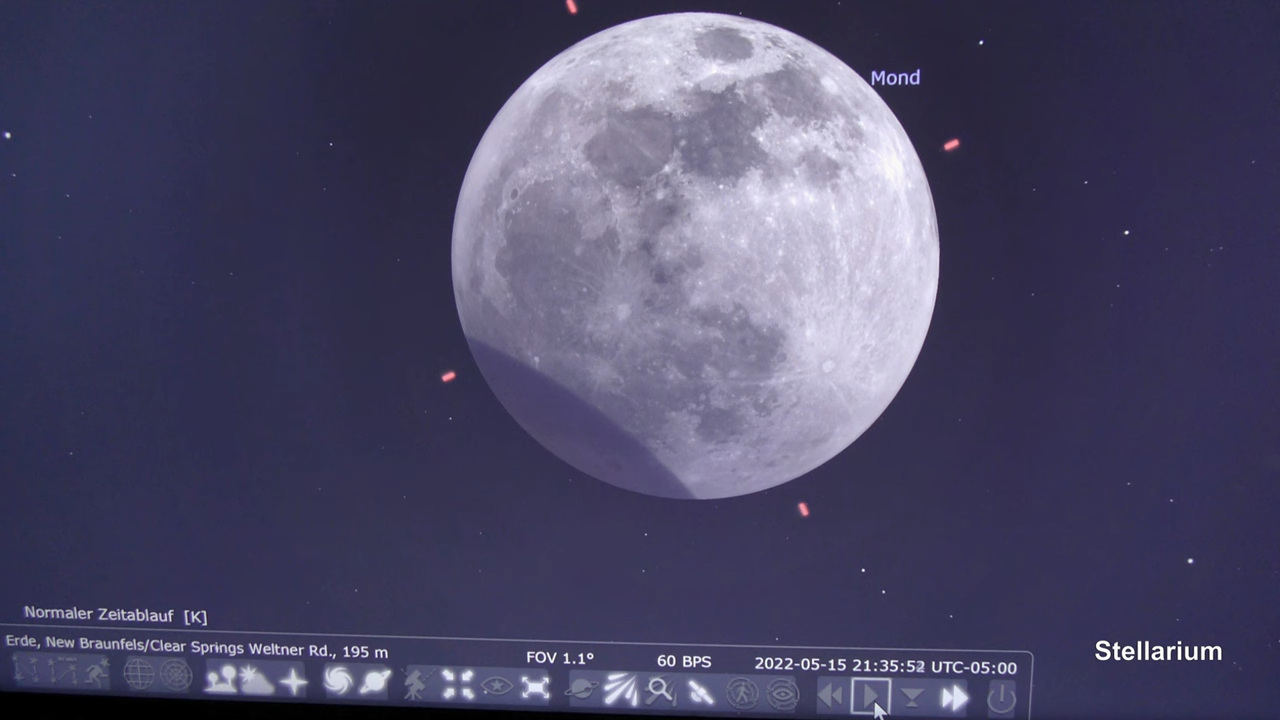 Mond
Normaler Zeitablauf [K]
Erde, New Braunfels/Clear Springs Weltner Rd., 195 m
FOV 1.1°
60 BPS
2022-05-15 21:35:52 UTC-05:00
Stellarium